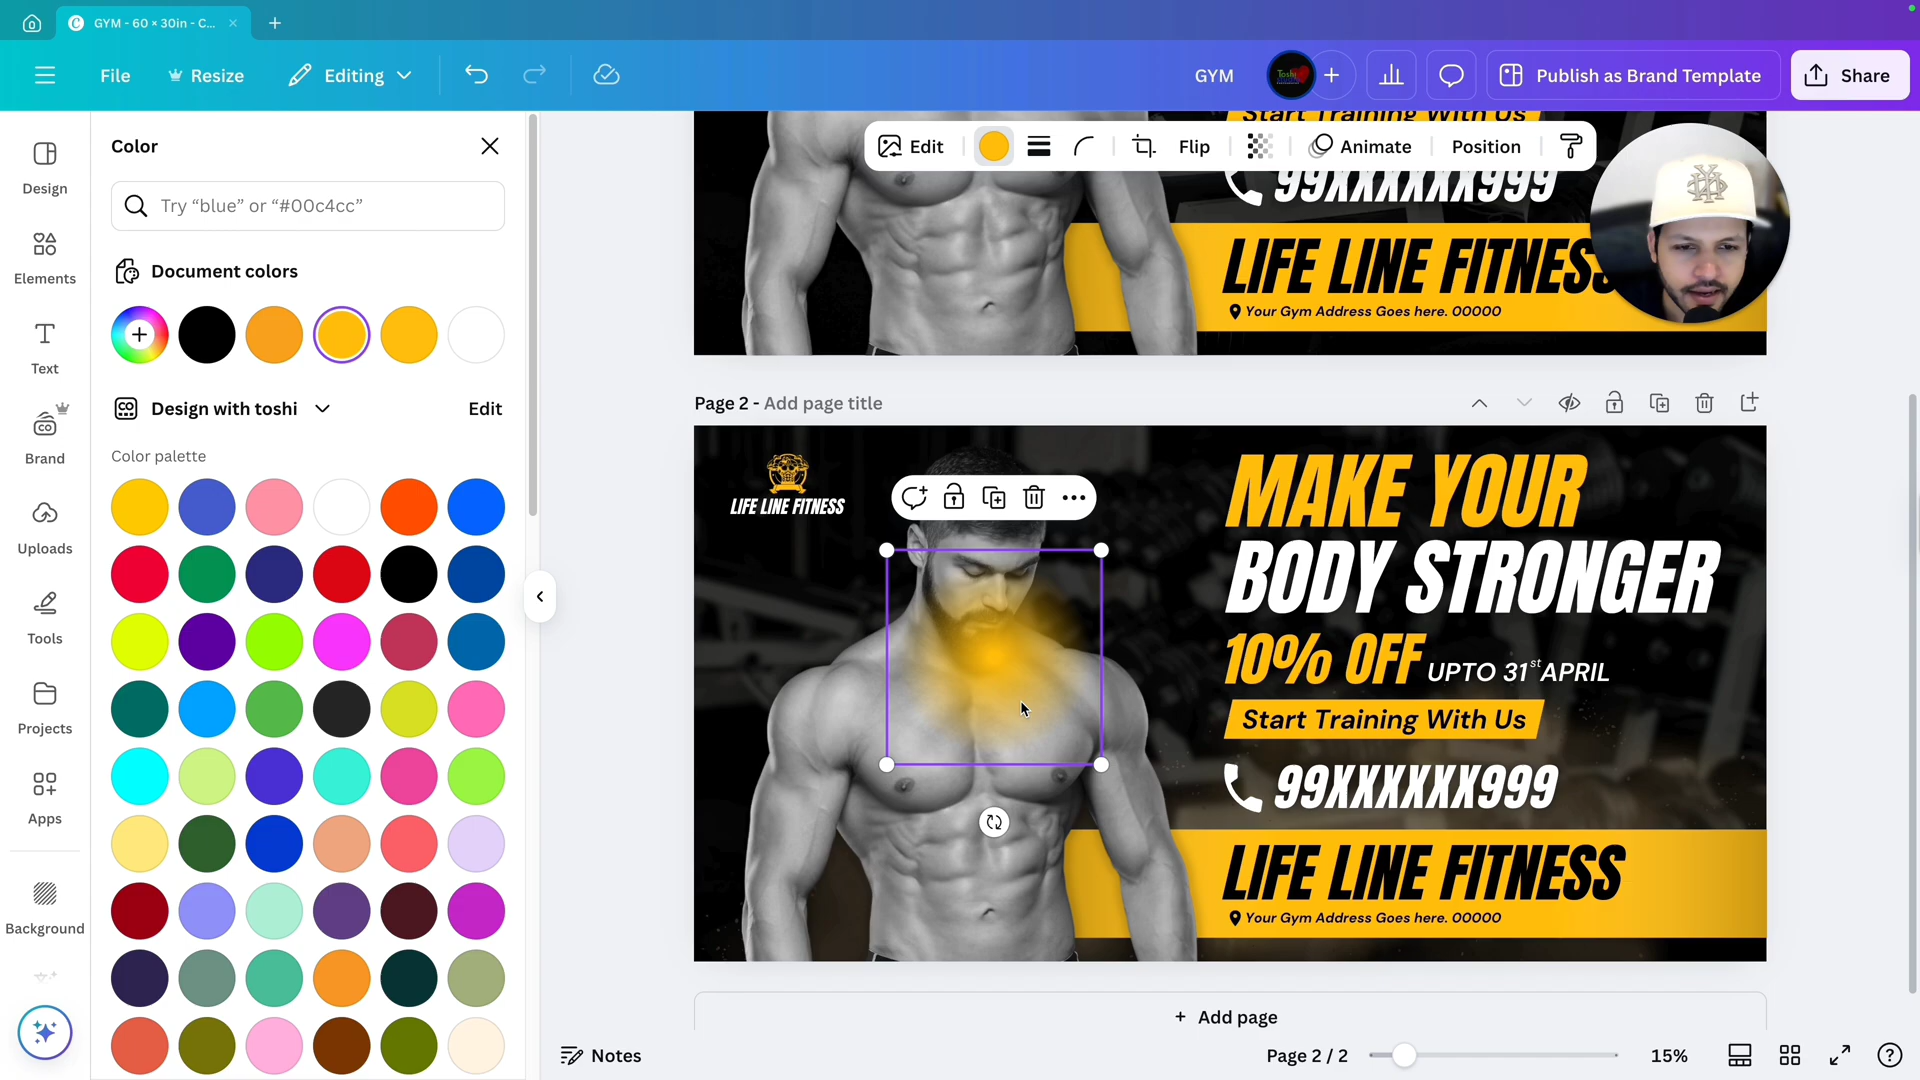 GYM - 60 × 30in - C...
File
Resize
Editing
GYM
Toshi
Publish as Brand Template
Share
Design
Elements
Text
Brand
Uploads
Tools
Projects
Apps
Background
Color
Try “blue” or “#00c4cc”
Document colors
Design with toshi
Edit
Color palette
Edit
Flip
Animate
Position
Start Training With Us
99XXXXXX999
LIFE LINE FITNESS
Your Gym Address Goes here. 00000
Page 2 - Add page title
LIFE LINE FITNESS
MAKE YOUR
BODY STRONGER
10% OFF UPTO 31st APRIL
Start Training With Us
99XXXXXX999
LIFE LINE FITNESS
Your Gym Address Goes here. 00000
+ Add page
Notes
Page 2 / 2
15%